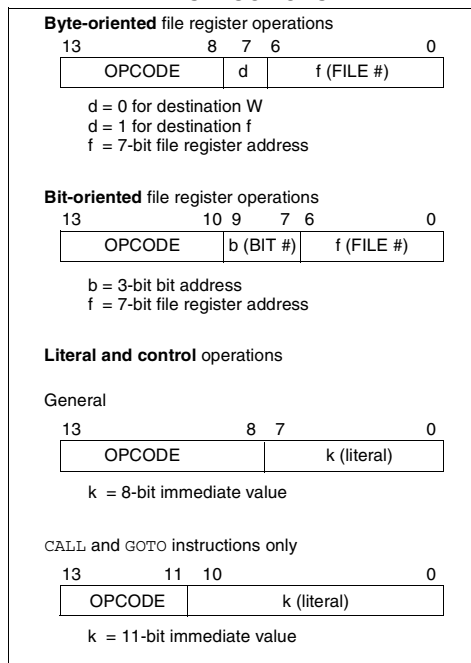 Byte-oriented file register operations
13 8 7 6 0
OPCODE d f (FILE #)
d = 0 for destination W
d = 1 for destination f
f = 7-bit file register address
Bit-oriented file register operations
13 10 9 7 6 0
OPCODE b (BIT #) f (FILE #)
b = 3-bit bit address
f = 7-bit file register address
Literal and control operations
General
13 8 7 0
OPCODE k (literal)
k = 8-bit immediate value
CALL and GOTO instructions only
13 11 10 0
OPCODE k (literal)
k = 11-bit immediate value